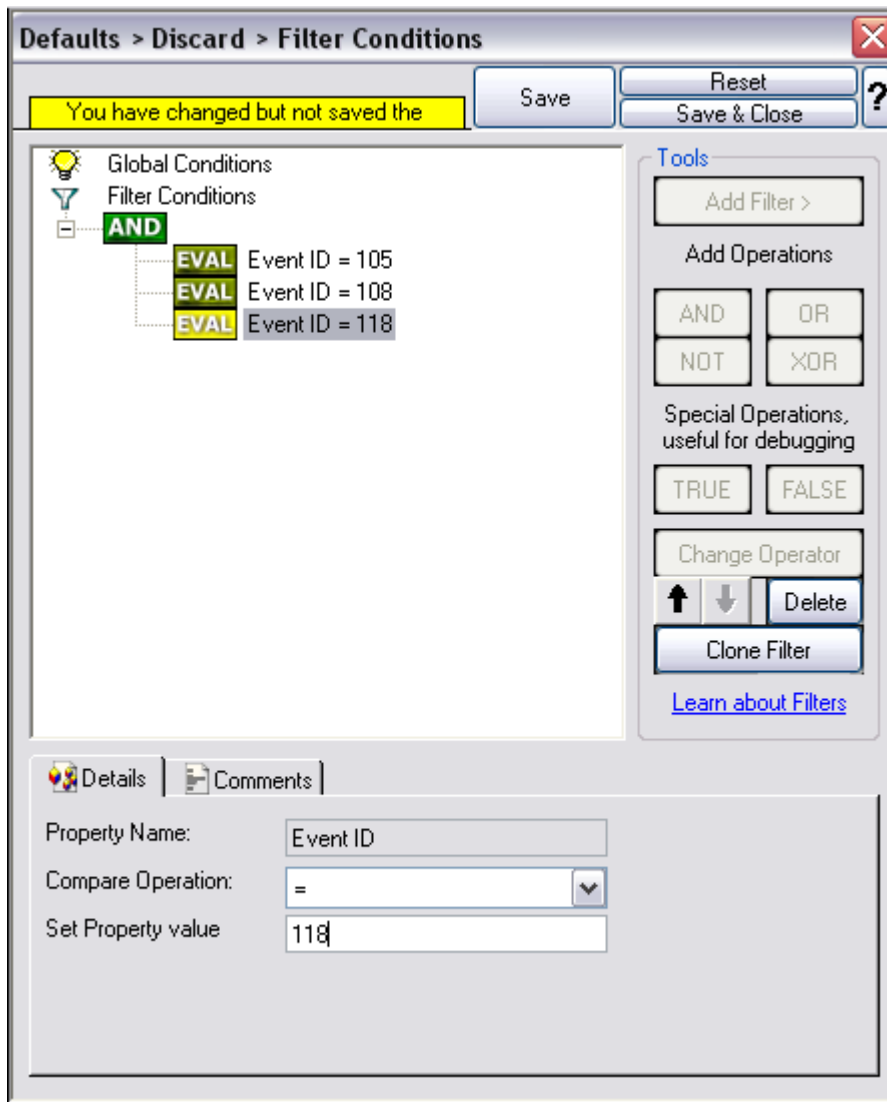 Defaults > Discard > Filter Conditions
You have changed but not saved the
Save
Reset
Save & Close
?
Global Conditions
Filter Conditions
AND
EVAL Event ID = 105
EVAL Event ID = 108
EVAL Event ID = 118
Tools
Add Filter >
Add Operations
AND OR
NOT XOR
Special Operations,
useful for debugging
TRUE FALSE
Change Operator
Delete
Clone Filter
Learn about Filters
Details Comments
Property Name: Event ID
Compare Operation: =
Set Property value 118